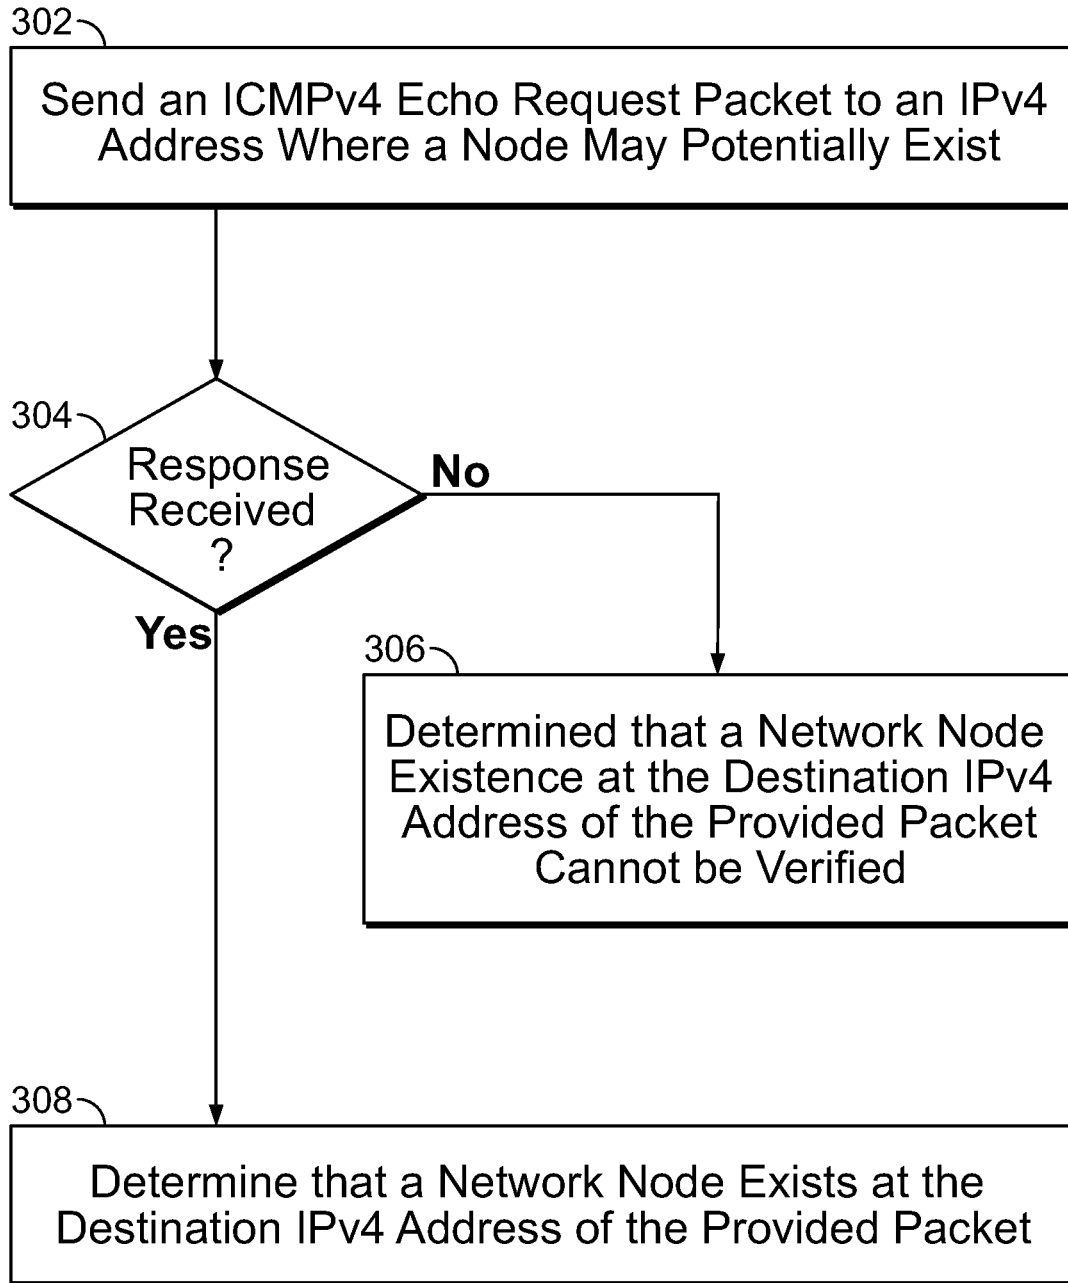 302
Send an ICMPv4 Echo Request Packet to an IPv4
Address Where a Node May Potentially Exist
304
Response
Received
?
No
Yes
306
Determined that a Network Node
Existence at the Destination IPv4
Address of the Provided Packet
Cannot be Verified
308
Determine that a Network Node Exists at the
Destination IPv4 Address of the Provided Packet